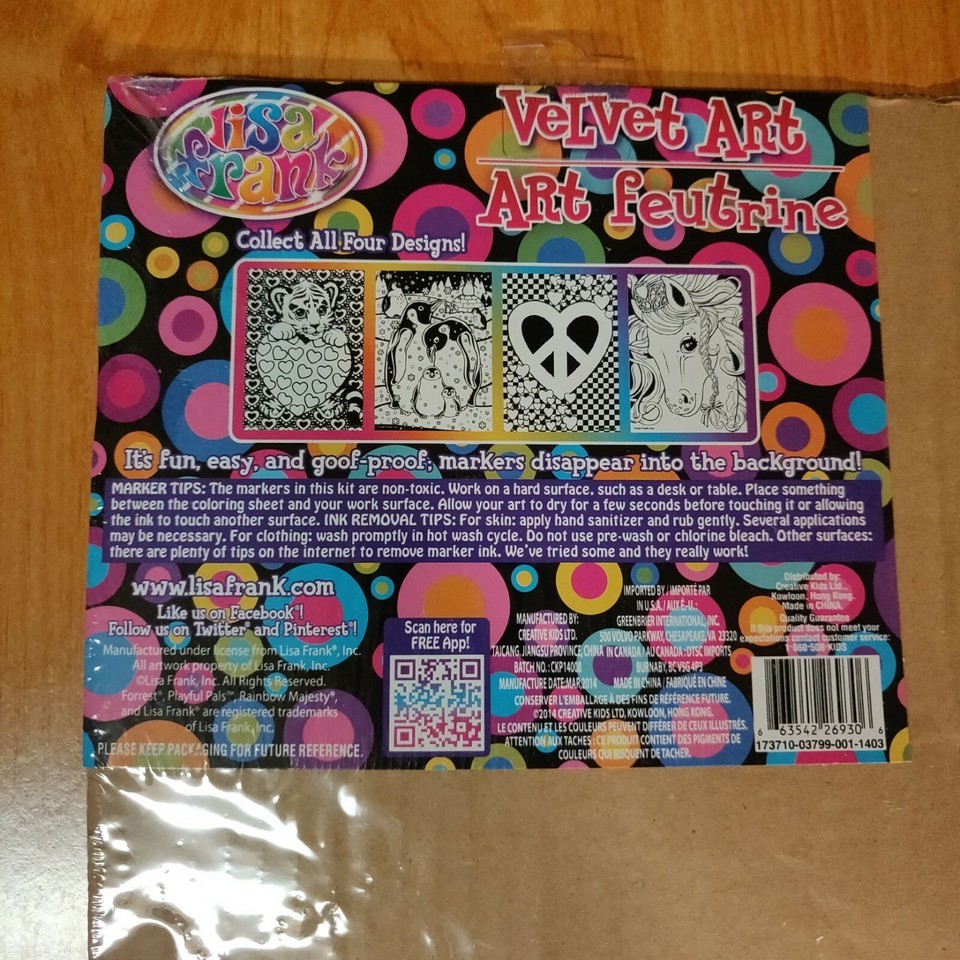 lisa frank
Velvet Art
Art feutrine
Collect All Four Designs!
It's fun, easy, and goof-proof; markers disappear into the background!
MARKER TIPS: The markers in this kit are non-toxic. Work on a hard surface, such as a desk or table. Place something
between the coloring sheet and your work surface. Allow your art to dry for a few seconds before touching it or allowing
the ink to touch another surface. INK REMOVAL TIPS: For skin: apply hand sanitizer and rub gently. Several applications
may be necessary. For clothing: wash promptly in hot wash cycle. Do not use pre-wash or chlorine bleach. Other surfaces:
there are plenty of tips on the internet to remove marker ink. We've tried some and they really work!
www.lisafrank.com
Like us on Facebook®!
Follow us on Twitter and Pinterest®!
Manufactured under license from Lisa Frank®, Inc.
All artwork property of Lisa Frank, Inc.
©Lisa Frank, Inc. All Rights Reserved.
Forrest®, Playful Pals™, Rainbow Majesty®,
and Lisa Frank® are registered trademarks
of Lisa Frank, Inc.
PLEASE KEEP PACKAGING FOR FUTURE REFERENCE.
Scan here for
FREE App!
MANUFACTURED BY:
CREATIVE KIDS LTD.
TAICANG, JIANGSU PROVINCE, CHINA
BATCH NO.: CKP14008
MANUFACTURE DATE:MAR 2014
IMPORTED BY / IMPORTÉ PAR
IN U.S.A. / AUX É.-U. :
GREENBRIER INTERNATIONAL, INC.
500 VOLVO PARKWAY, CHESAPEAKE, VA 23320
IN CANADA / AU CANADA : DTSC IMPORTS
BURNABY, BC V5G 4P3
MADE IN CHINA / FABRIQUÉ EN CHINE
CONSERVER L'EMBALLAGE À DES FINS DE RÉFÉRENCE FUTURE.
©2014 CREATIVE KIDS LTD, KOWLOON, HONG KONG.
LE CONTENU ET LES COULEURS PEUVENT DIFFÉRER DE CEUX ILLUSTRÉS.
ATTENTION AUX TACHES : CE PRODUIT CONTIENT DES PIGMENTS DE
COULEURS QUI RISQUENT DE TACHER.
Distributed by:
Creative Kids Ltd.,
Kowloon, Hong Kong.
Made in CHINA.
Quality Guarantee
If this product does not meet your
expectations contact customer service:
1-860-506-KIDS
6 63542 26930 6
173710-03799-001-1403